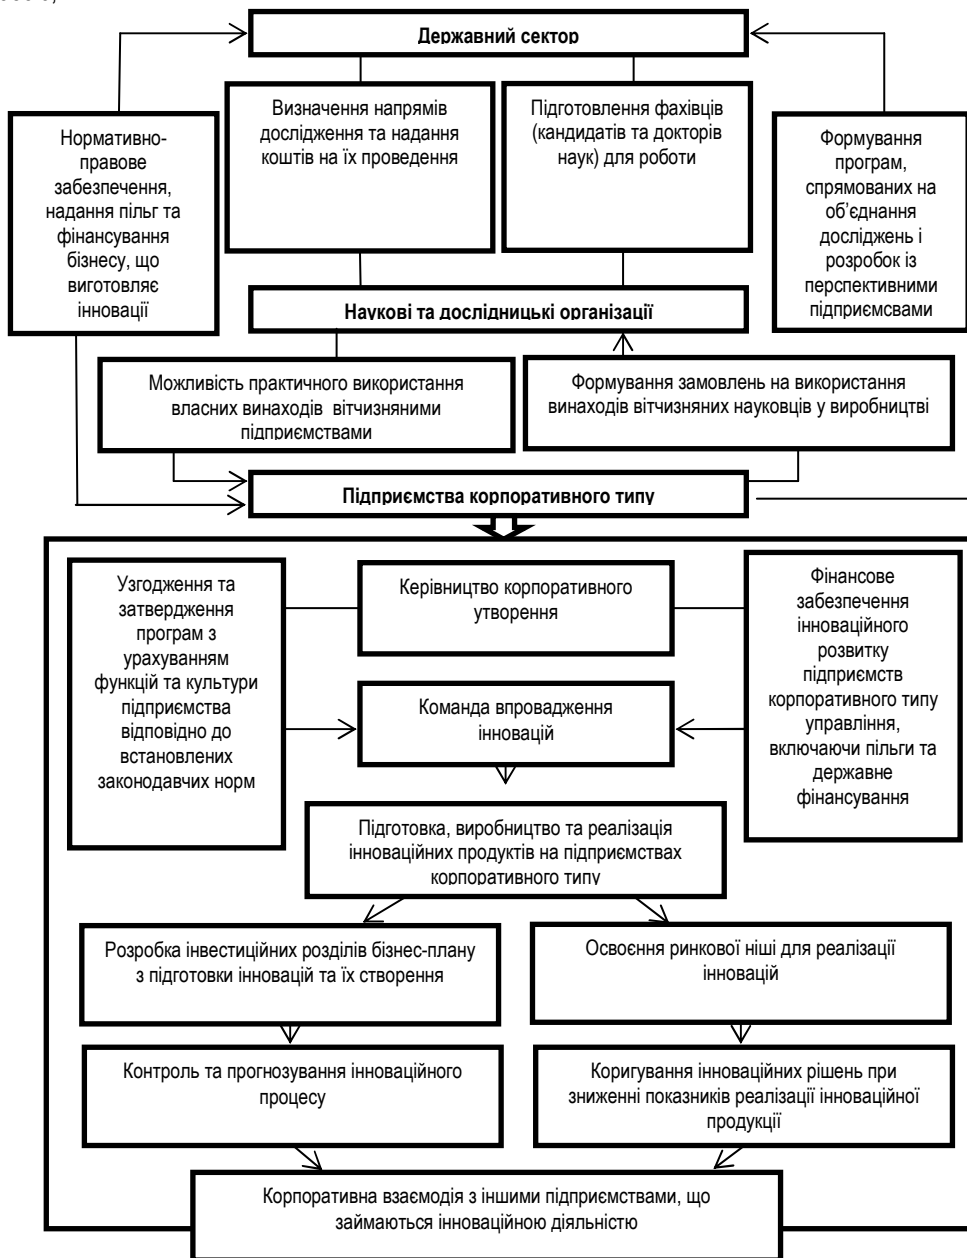 Державний сектор
Нормативно-
правове
забезпечення,
надання пільг та
фінансування
бізнесу, що
виготовляє
інновації
Визначення напрямів
дослідження та надання
коштів на їх проведення
Підготовлення фахівців
(кандидатів та докторів
наук) для роботи
Формування
програм,
спрямованих на
об’єднання
досліджень і
розробок із
перспективними
підприємсвами
Наукові та дослідницькі організації
Можливість практичного використання
власних винаходів вітчизняними
підприємствами
Формування замовлень на використання
винаходів вітчизняних науковців у виробництві
Підприємства корпоративного типу
Узгодження та
затвердження
програм з
урахуванням
функцій та культури
підприємства
відповідно до
встановлених
законодавчих норм
Керівництво корпоративного
утворення
Фінансове
забезпечення
інноваційного
розвитку
підприємств
корпоративного типу
управління,
включаючи пільги та
державне
фінансування
Команда впровадження
інновацій
Підготовка, виробництво та реалізація
інноваційних продуктів на підприємствах
корпоративного типу
Розробка інвестиційних розділів бізнес-плану
з підготовки інновацій та їх створення
Освоєння ринкової ніші для реалізації
інновацій
Контроль та прогнозування інноваційного
процесу
Коригування інноваційних рішень при
зниженні показників реалізації інноваційної
продукції
Корпоративна взаємодія з іншими підприємствами, що
займаються інноваційною діяльністю